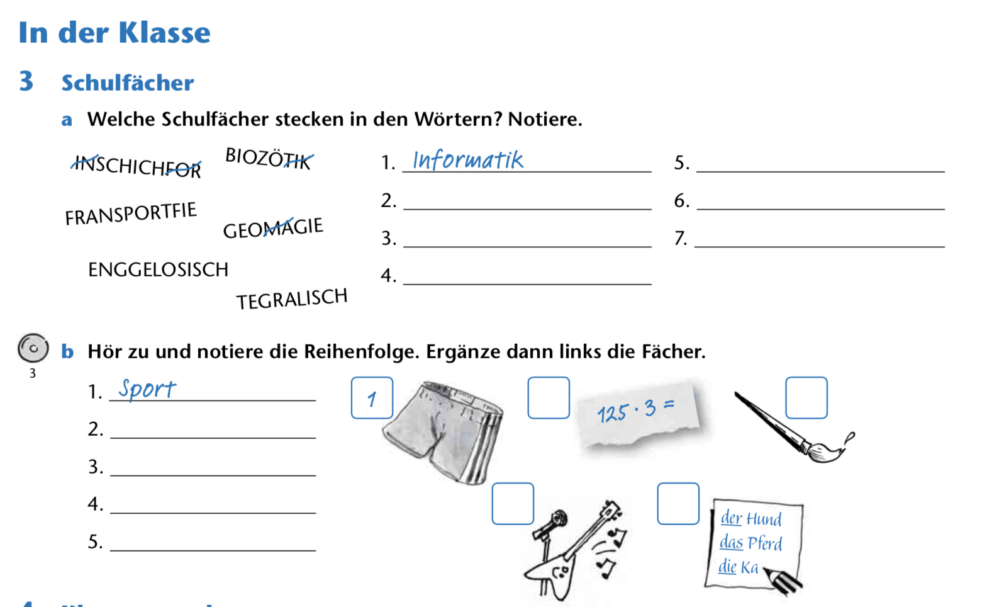 In der Klasse
3 Schulfächer
a Welche Schulfächer stecken in den Wörtern? Notiere.
INSCHICHFOR
BIOZÖTIK
FRANSPORTFIE
GEOMAGIE
ENGGELOSISCH
TEGRALISCH
1. Informatik
2.
3.
4.
5.
6.
7.
3
b Hör zu und notiere die Reihenfolge. Ergänze dann links die Fächer.
1. Sport
2.
3.
4.
5.
1
125 · 3 =
der Hund
das Pferd
die Ka